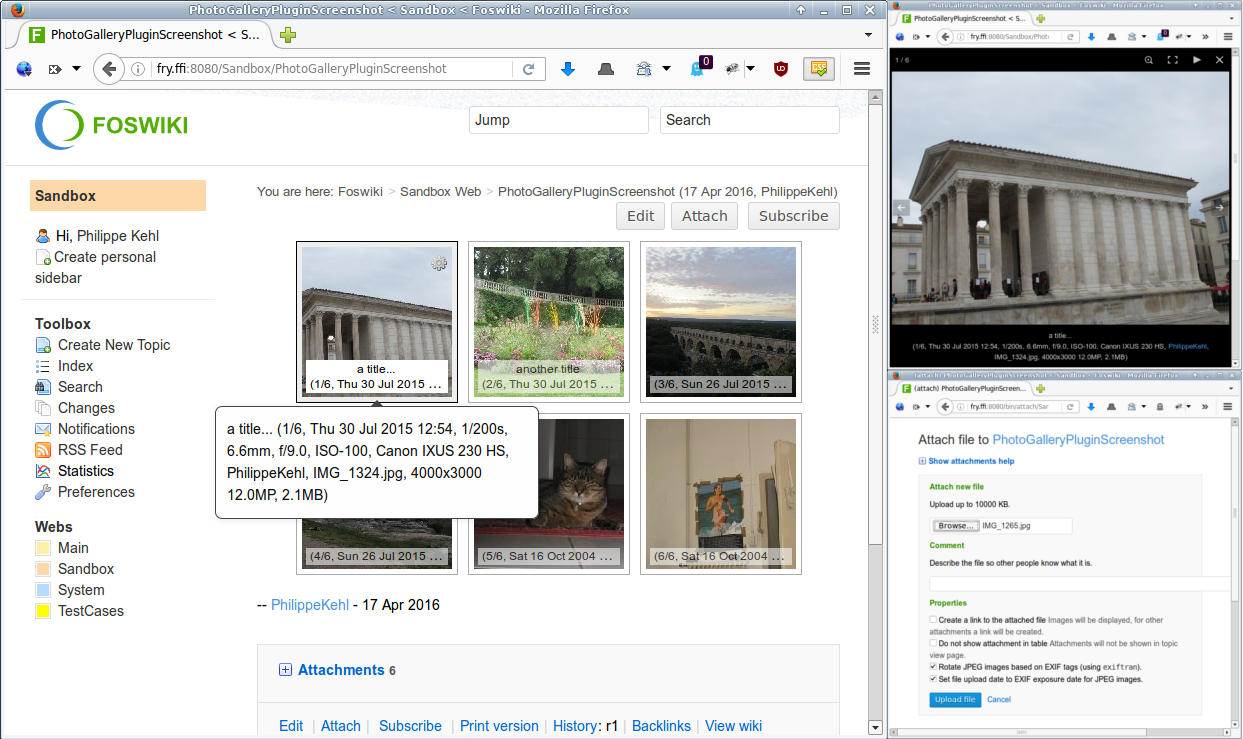 PhotoGalleryPluginScreenshot < Sandbox < Foswiki - Mozilla Firefox
PhotoGalleryPluginScreenshot < S...
fry.ffi:8080/Sandbox/PhotoGalleryPluginScreenshot
0
FOSWIKI
Jump
Search
Sandbox
Hi, Philippe Kehl
Create personal
sidebar
Toolbox
Create New Topic
Index
Search
Changes
Notifications
RSS Feed
Statistics
Preferences
Webs
Main
Sandbox
System
TestCases
You are here: Foswiki > Sandbox Web > PhotoGalleryPluginScreenshot (17 Apr 2016, PhilippeKehl)
Edit
Attach
Subscribe
a title...
(1/6, Thu 30 Jul 2015 ...
another title
(2/6, Thu 30 Jul 2015 ...
(3/6, Sun 26 Jul 2015 ...
a title... (1/6, Thu 30 Jul 2015 12:54, 1/200s,
6.6mm, f/9.0, ISO-100, Canon IXUS 230 HS,
PhilippeKehl, IMG_1324.jpg, 4000x3000
12.0MP, 2.1MB)
(4/6, Sun 26 Jul 2015 ...
(5/6, Sat 16 Oct 2004 ...
(6/6, Sat 16 Oct 2004 ...
-- PhilippeKehl - 17 Apr 2016
Attachments 6
Edit | Attach | Subscribe | Print version | History: r1 | Backlinks | View wiki
PhotoGalleryPluginScreenshot < Sandbox < Foswiki - Mozilla Firefox
PhotoGalleryPluginScreenshot < S...
fry.ffi:8080/Sandbox/Phot
0
1 / 6
a title...
(1/6, Thu 30 Jul 2015 12:54, 1/200s, 6.6mm, f/9.0, ISO-100, Canon IXUS 230 HS, PhilippeKehl,
IMG_1324.jpg, 4000x3000 12.0MP, 2.1MB)
(attach) PhotoGalleryPluginScreenshot < Sandbox < Foswiki - Mozilla Firefox
(attach) PhotoGalleryPluginScreen...
fry.ffi:8080/bin/attach/Sar
Attach file to PhotoGalleryPluginScreenshot
Show attachments help
Attach new file
Upload up to 10000 KB.
Browse... IMG_1265.jpg
Comment
Describe the file so other people know what it is.
Properties
Create a link to the attached file Images will be displayed, for other
attachments a link will be created.
Do not show attachment in table Attachments will not be shown in topic
view page.
Rotate JPEG images based on EXIF tags (using exiftran).
Set file upload date to EXIF exposure date for JPEG images.
Upload file
Cancel